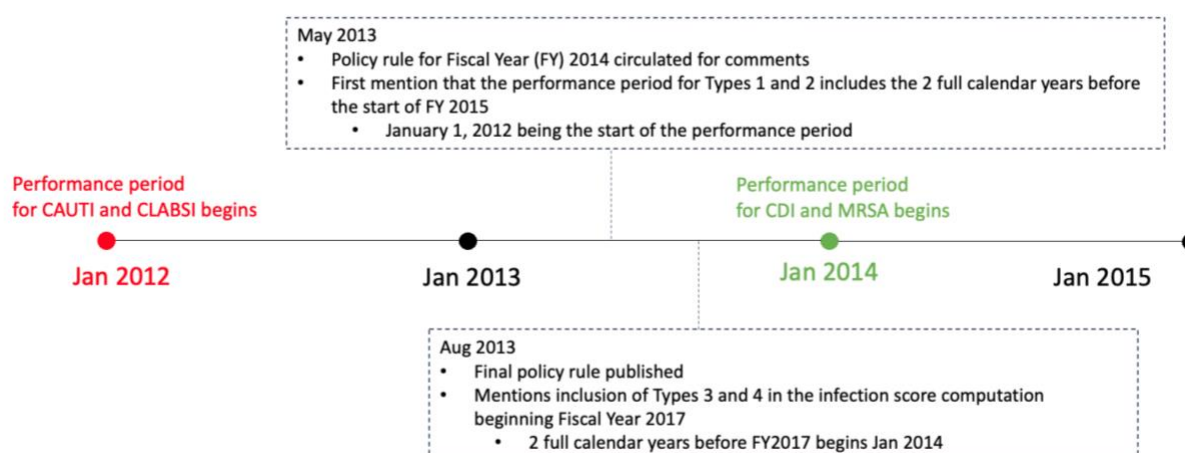 May 2013
• Policy rule for Fiscal Year (FY) 2014 circulated for comments
• First mention that the performance period for Types 1 and 2 includes the 2 full calendar years before
the start of FY 2015
• January 1, 2012 being the start of the performance period
Performance period
for CAUTI and CLABSI begins
Performance period
for CDI and MRSA begins
Jan 2012
Jan 2013
Jan 2014
Jan 2015
Aug 2013
• Final policy rule published
• Mentions inclusion of Types 3 and 4 in the infection score computation
beginning Fiscal Year 2017
• 2 full calendar years before FY2017 begins Jan 2014